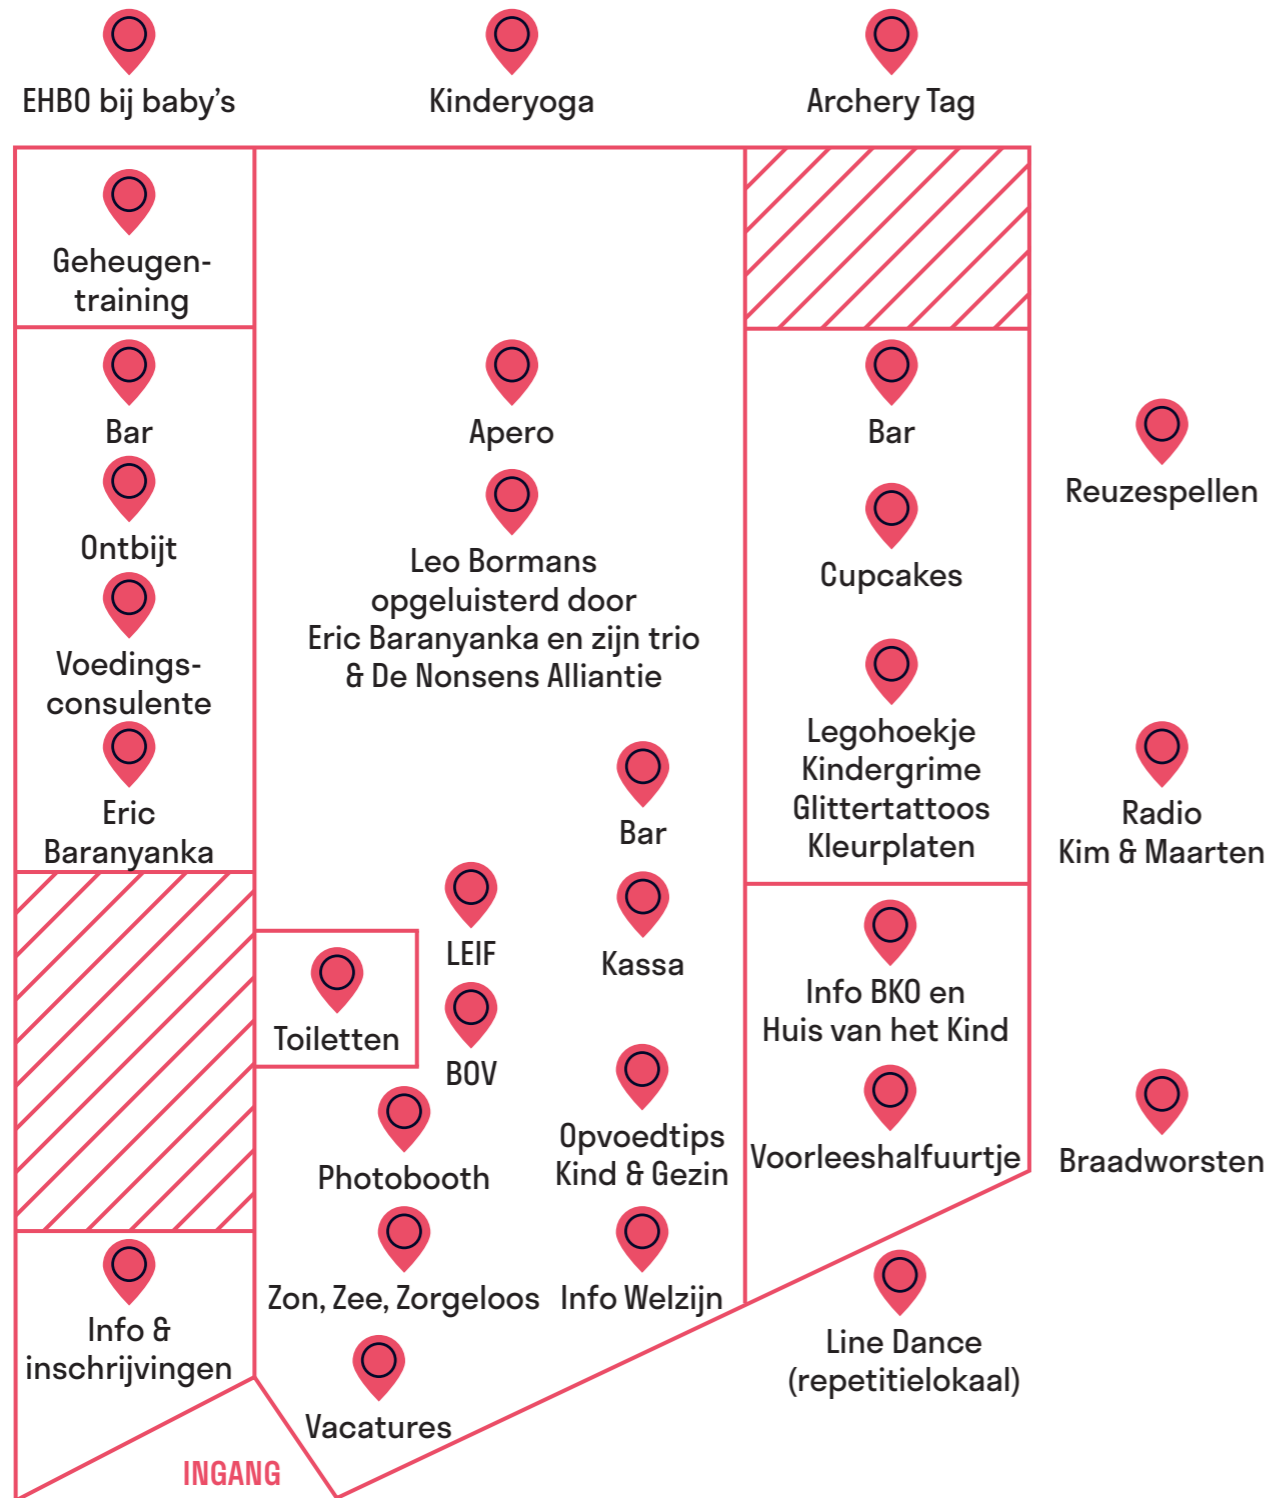 EHBO bij baby’s
Kinderyoga
Archery Tag
Geheugen-
training
Bar
Ontbijt
Voedings-
consulente
Eric
Baranyanka
Info &
inschrijvingen
Apero
Leo Bormans
opgeluisterd door
Eric Baranyanka en zijn trio
& De Nonsens Alliantie
Bar
Kassa
LEIF
BOV
Toiletten
Photobooth
Opvoedtips
Kind & Gezin
Zon, Zee, Zorgeloos
Info Welzijn
Vacatures
INGANG
Bar
Cupcakes
Legohoekje
Kindergrime
Glittertattoos
Kleurplaten
Info BKO en
Huis van het Kind
Voorleeshalfuurtje
Line Dance
(repetitielokaal)
Reuzespellen
Radio
Kim & Maarten
Braadworsten